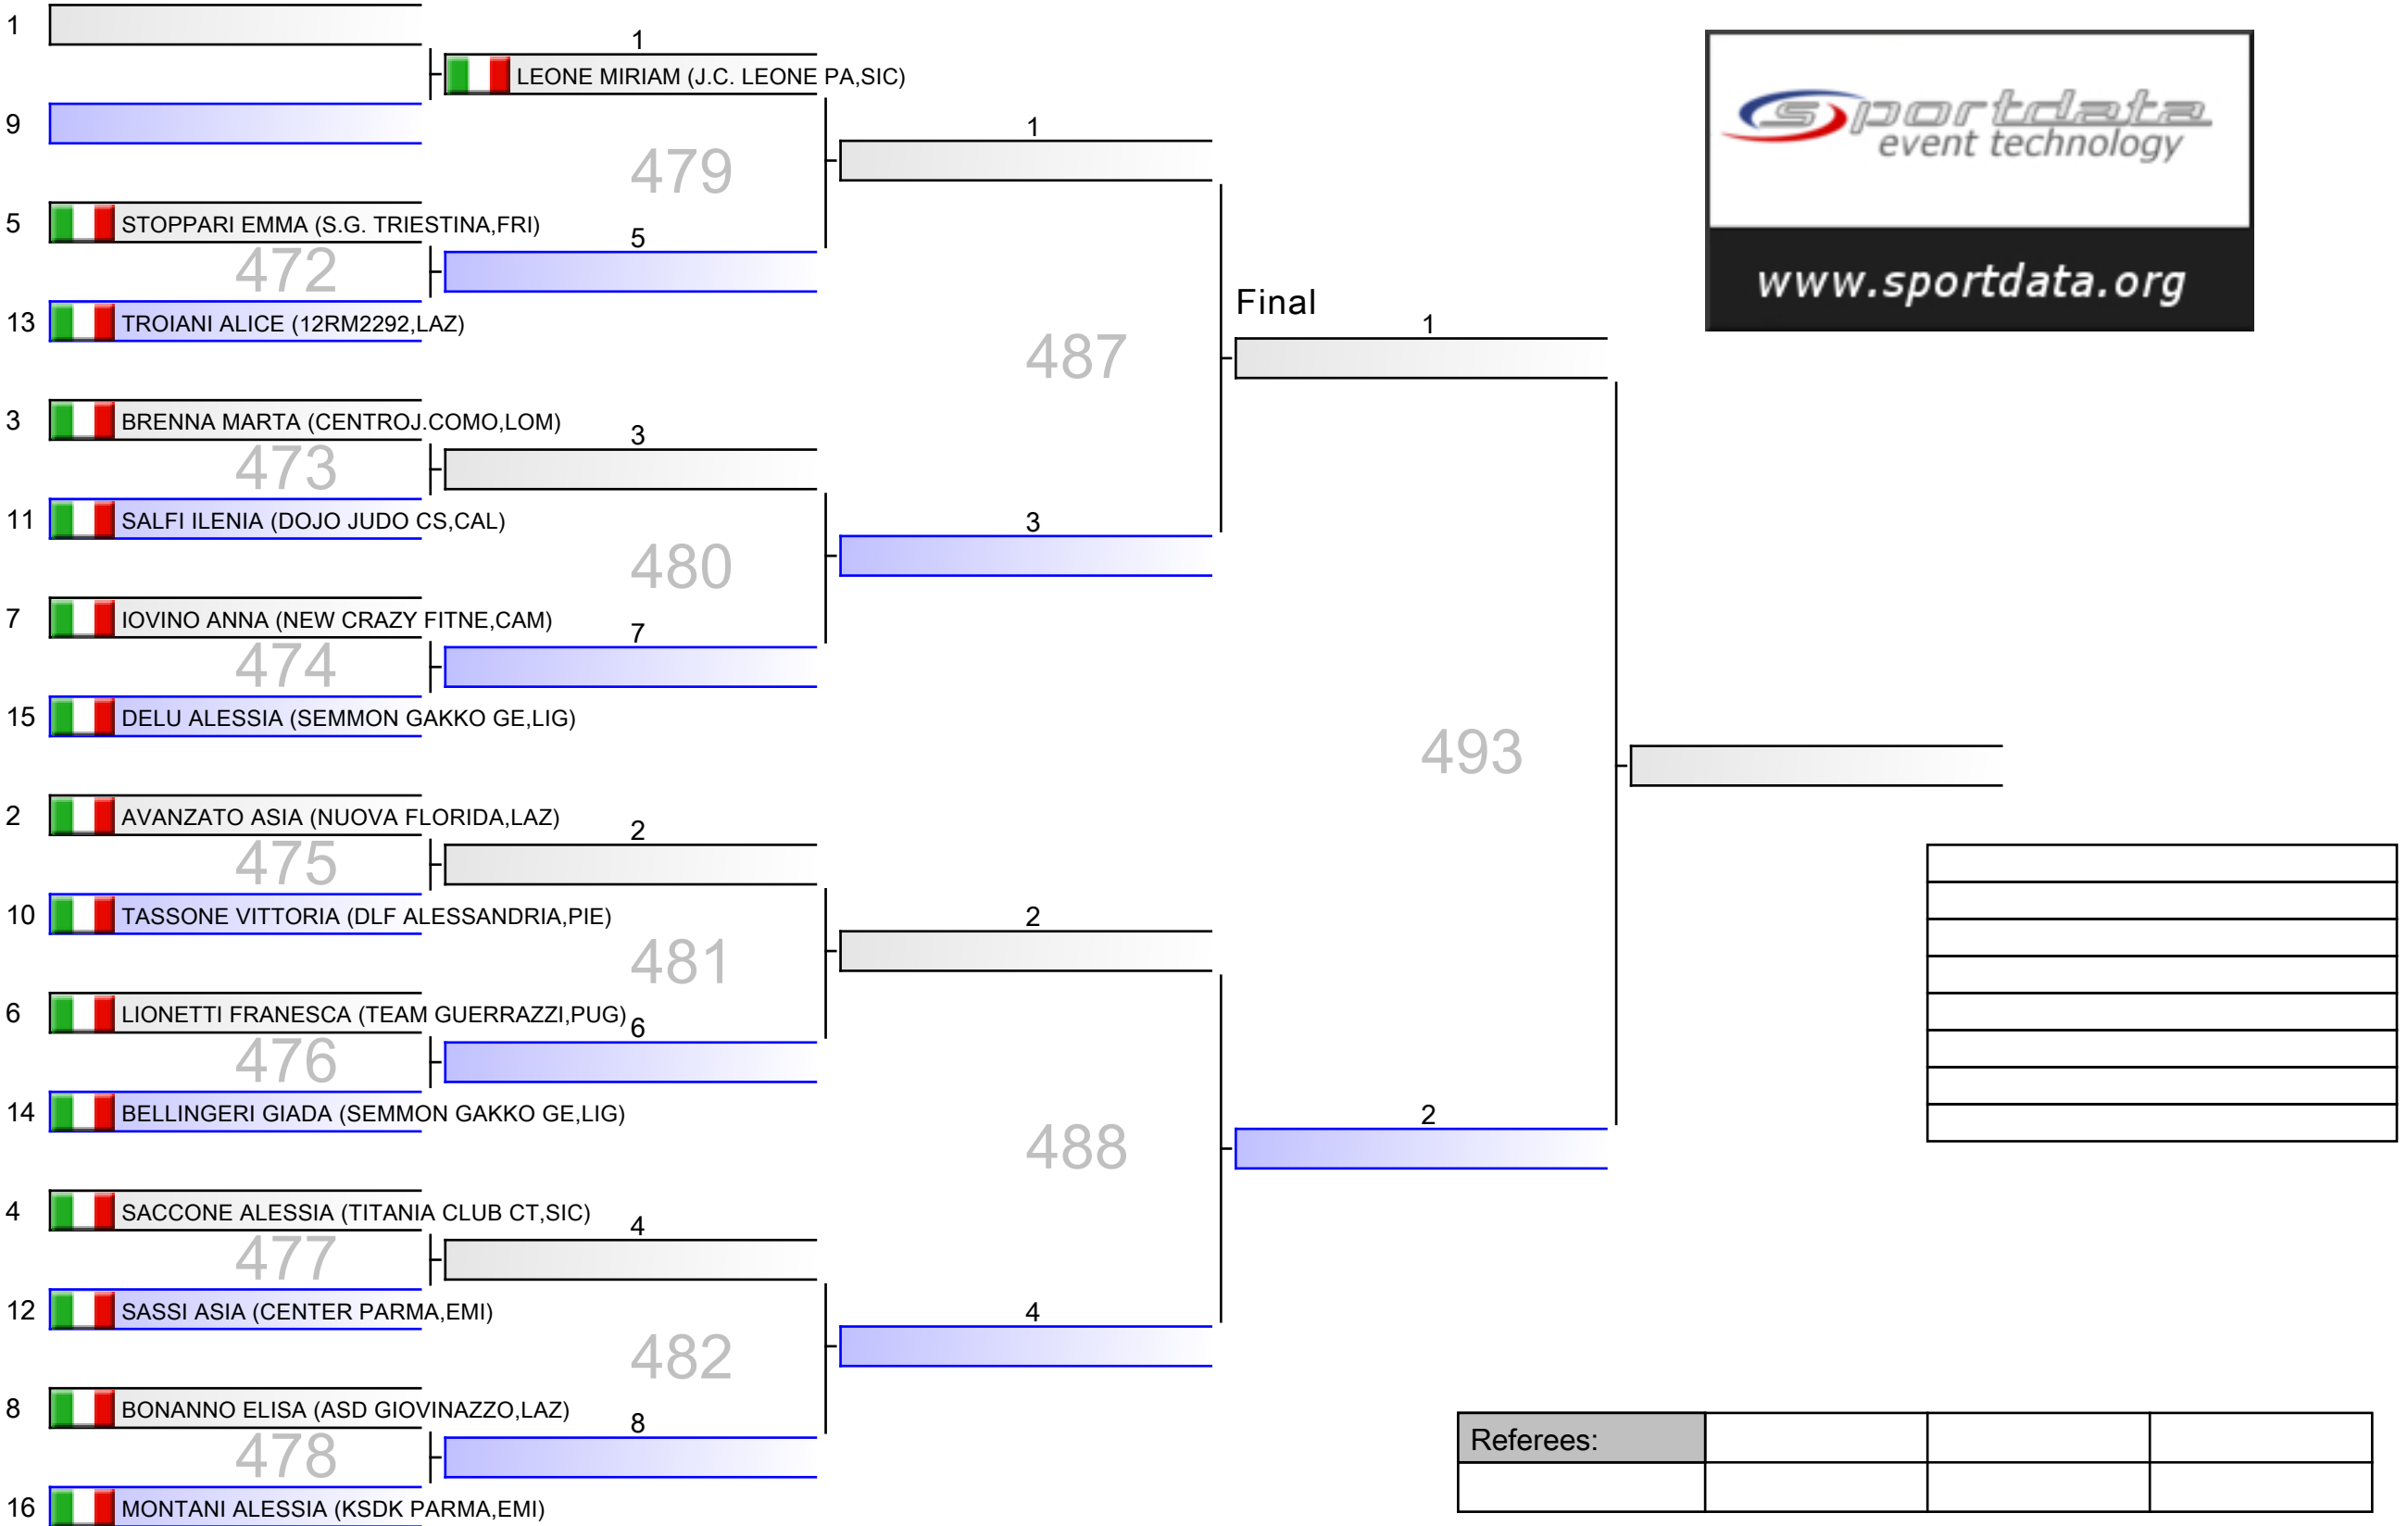 1
1
LEONE MIRIAM (J.C. LEONE PA,SIC)
9
1
479
5 STOPPARI EMMA (S.G. TRIESTINA,FRI)
5
472
13 TROIANI ALICE (12RM2292,LAZ)
sportdata
event technology
www.sportdata.org
Final
1
487
3 BRENNA MARTA (CENTROJ.COMO,LOM)
3
473
11 SALFI ILENIA (DOJO JUDO CS,CAL)
3
480
7 IOVINO ANNA (NEW CRAZY FITNE,CAM)
7
474
15 DELU ALESSIA (SEMMON GAKKO GE,LIG)
493
2 AVANZATO ASIA (NUOVA FLORIDA,LAZ)
2
475
10 TASSONE VITTORIA (DLF ALESSANDRIA,PIE)
2
481
6 LIONETTI FRANESCA (TEAM GUERRAZZI,PUG)
6
476
14 BELLINGERI GIADA (SEMMON GAKKO GE,LIG)
2
488
4 SACCONE ALESSIA (TITANIA CLUB CT,SIC)
4
477
12 SASSI ASIA (CENTER PARMA,EMI)
4
482
8 BONANNO ELISA (ASD GIOVINAZZO,LAZ)
8
478
16 MONTANI ALESSIA (KSDK PARMA,EMI)
Referees: